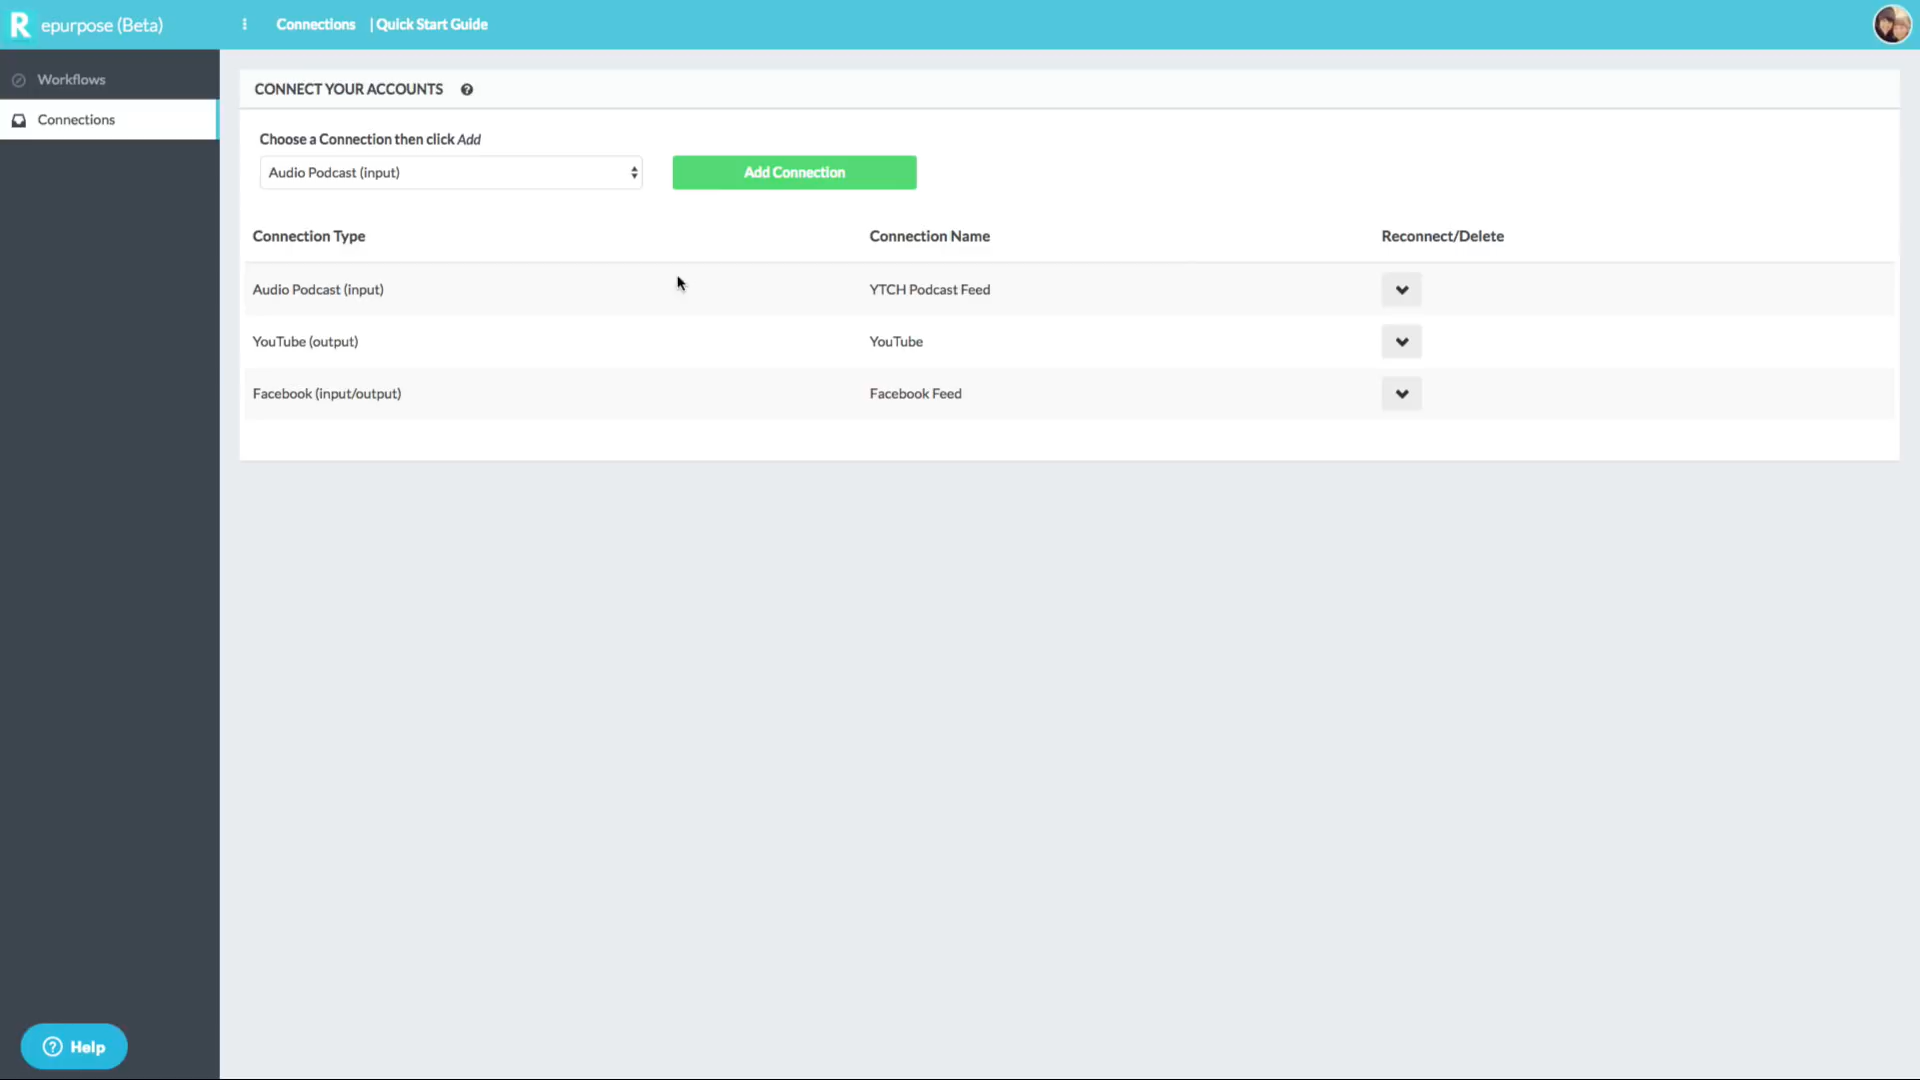 Repurpose (Beta)
Connections | Quick Start Guide
Workflows
Connections
CONNECT YOUR ACCOUNTS
Choose a Connection then click Add
Audio Podcast (input)
Add Connection
Connection Type Connection Name Reconnect/Delete
Audio Podcast (input) YTCH Podcast Feed
YouTube (output) YouTube
Facebook (input/output) Facebook Feed
Help